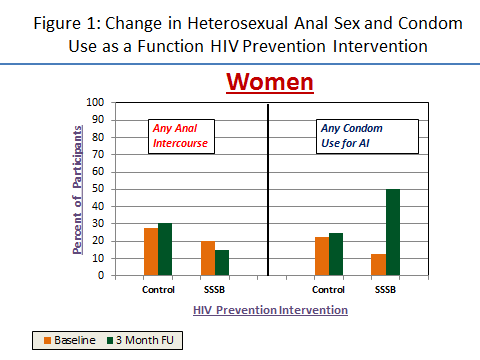 Figure 1: Change in Heterosexual Anal Sex and Condom
Use as a Function HIV Prevention Intervention
Women
Percent of Participants
100
90
80
70
60
50
40
30
20
10
0
Any Anal
Intercourse
Any Condom
Use for AI
Control
SSSB
Control
SSSB
HIV Prevention Intervention
Baseline
3 Month FU